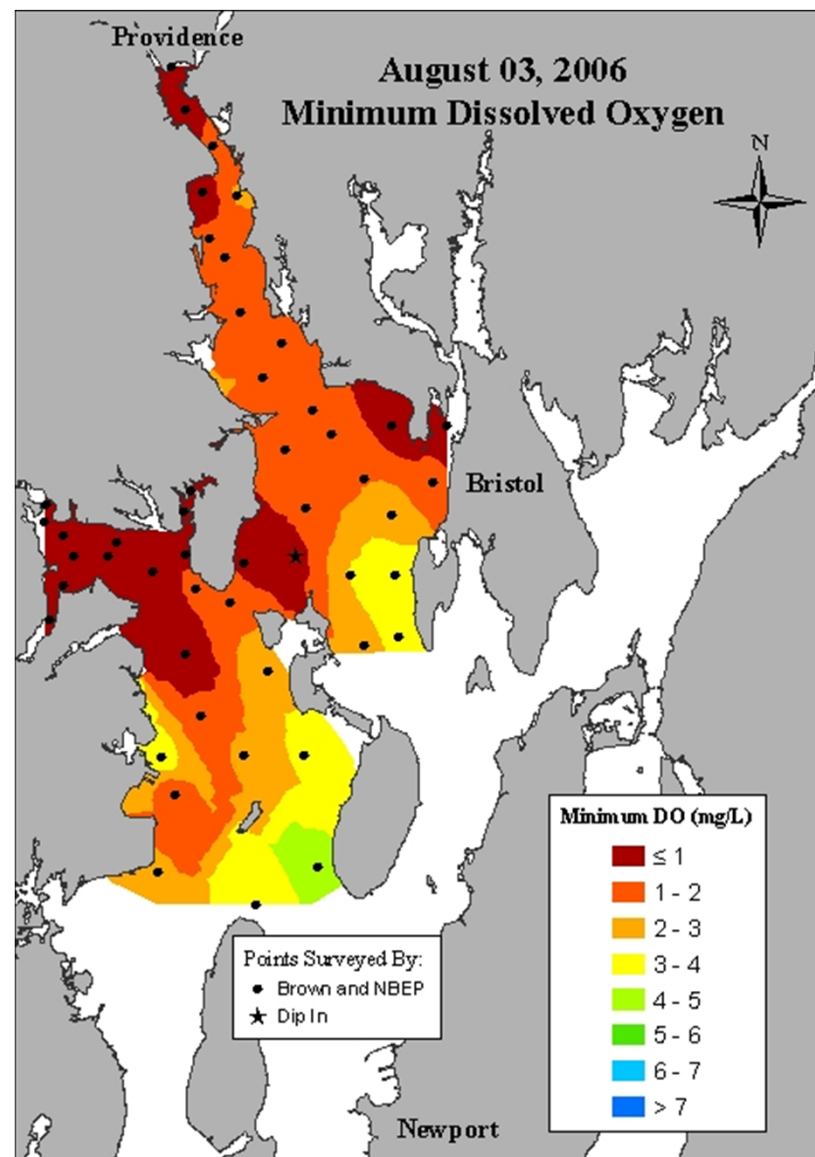 Providence
August 03, 2006
Minimum Dissolved Oxygen
N
Bristol
Minimum DO (mg/L)
≤ 1
1 - 2
2 - 3
3 - 4
4 - 5
5 - 6
6 - 7
> 7
Points Surveyed By:
Brown and NBEP
Dip In
Newport